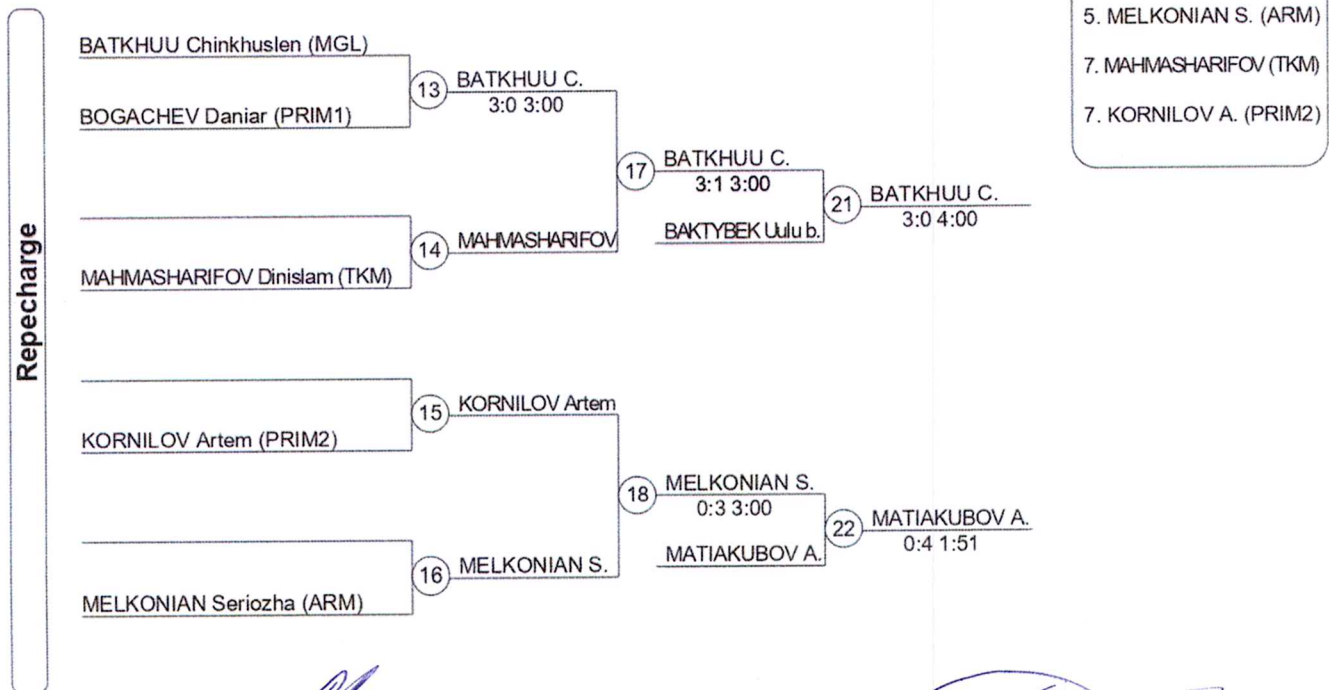 5. MELKONIAN S. (ARM)
7. MAHMASHARIFOV (TKM)
7. KORNILOV A. (PRIM2)
Repecharge
BATKHUU Chinkhuslen (MGL)
13
BATKHUU C.
3:0 3:00
BOGACHEV Daniar (PRIM1)
17
BATKHUU C.
3:1 3:00
21
BATKHUU C.
3:0 4:00
BAKTYBEK Uulu b.
14
MAHMASHARIFOV
MAHMASHARIFOV Dinislam (TKM)
15
KORNILOV Artem
KORNILOV Artem (PRIM2)
18
MELKONIAN S.
0:3 3:00
22
MATIAKUBOV A.
0:4 1:51
MATIAKUBOV A.
16
MELKONIAN S.
MELKONIAN Seriozha (ARM)